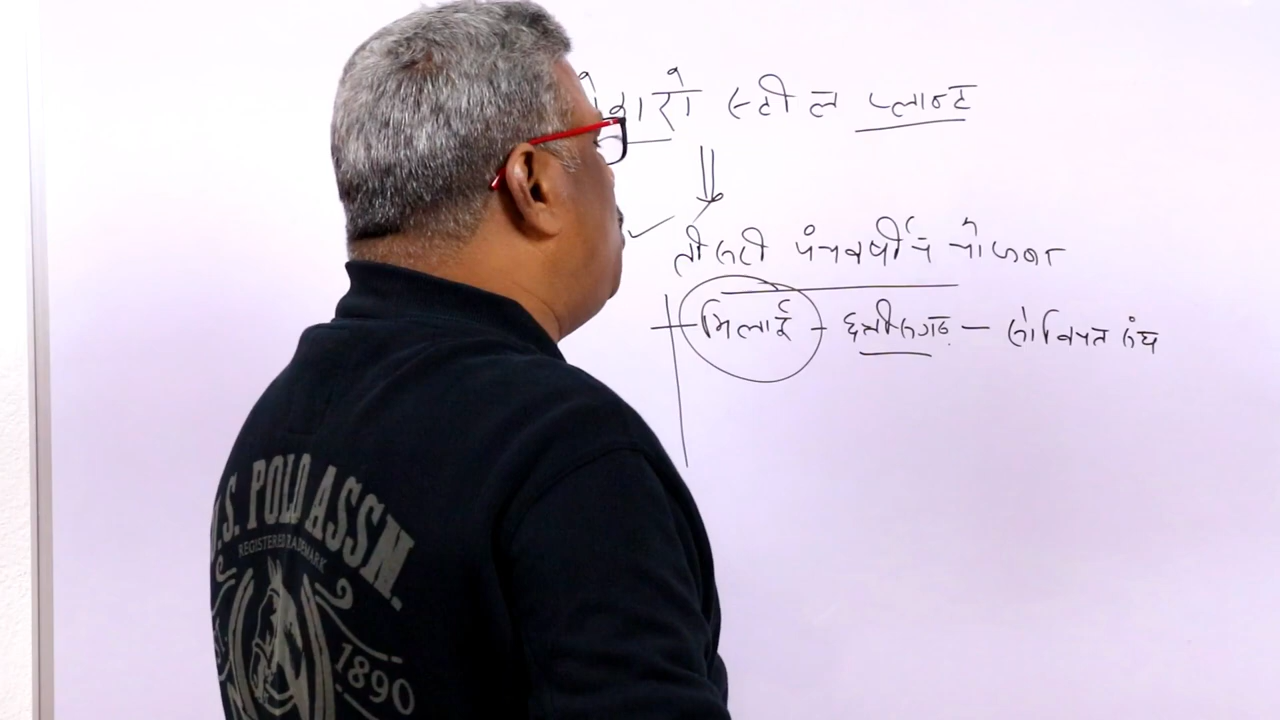 बोकारो स्टील प्लान्ट
तीसरी पंचवर्षीय योजना
भिलाई - छत्तीसगढ़ - सोवियत संघ
U.S. POLO ASSN.
REGISTERED TRADEMARK
1890